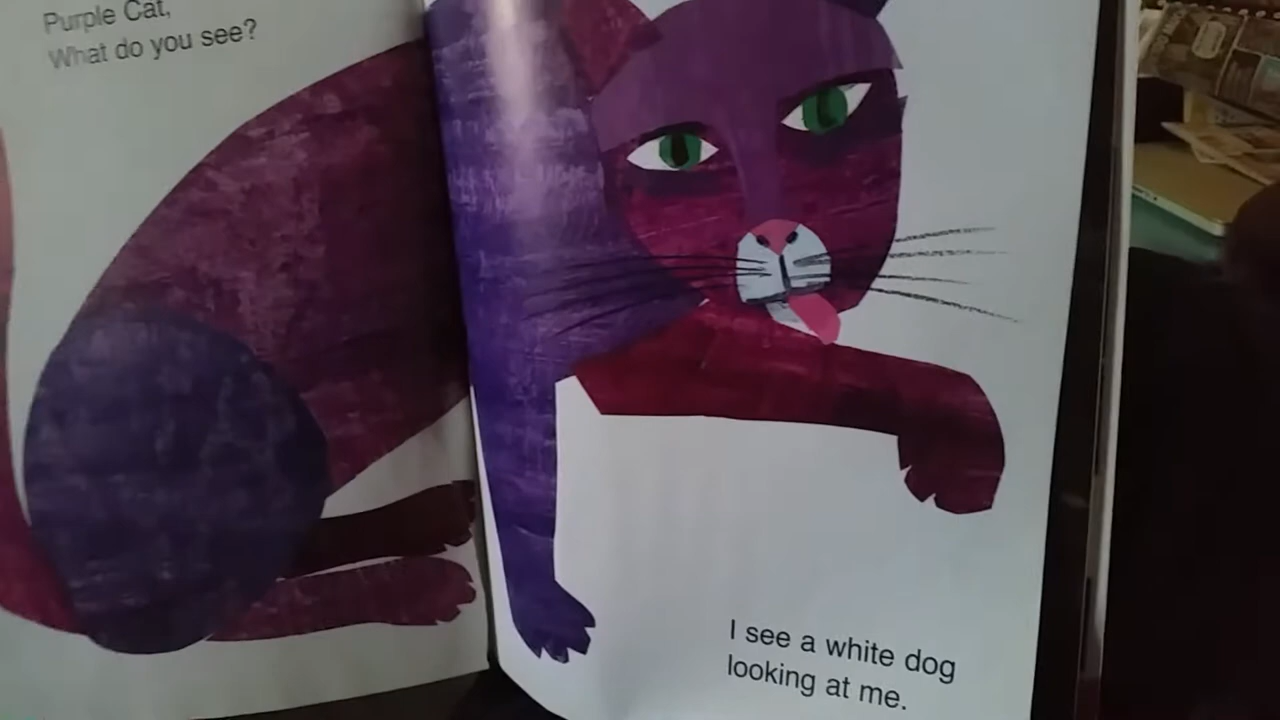 Purple Cat,
What do you see?
I see a white dog
looking at me.